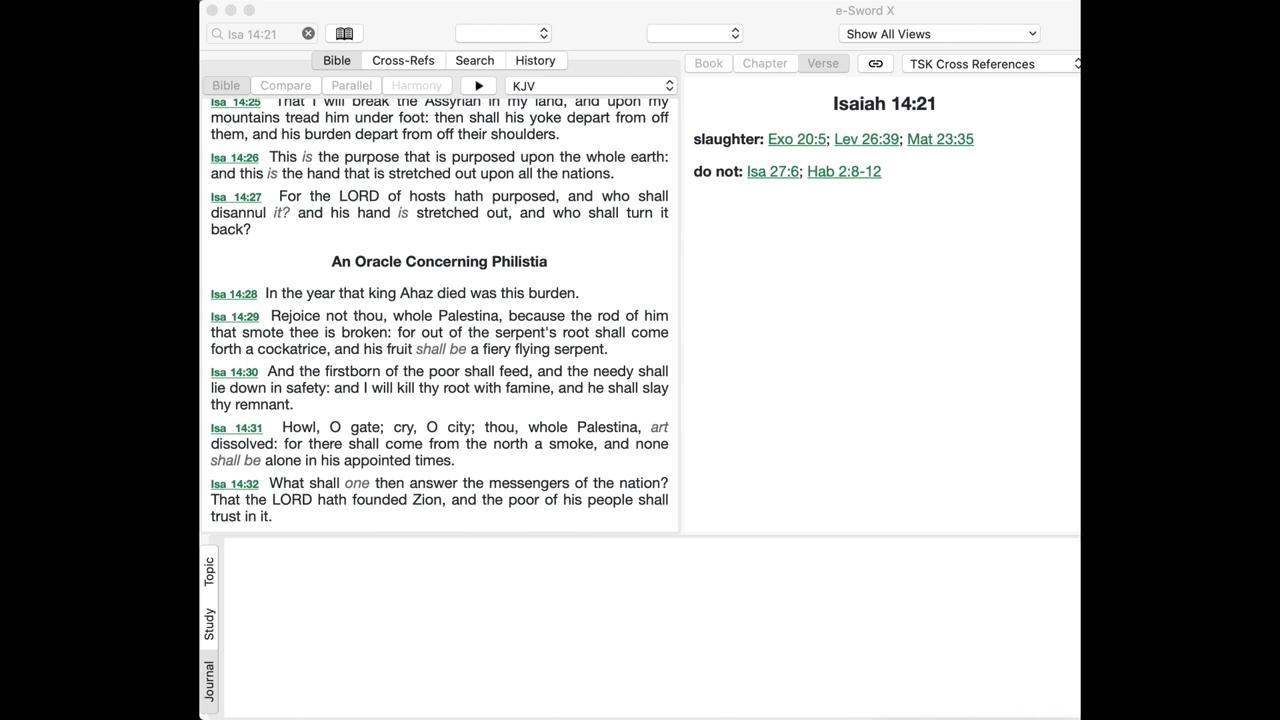 e-Sword X
Isa 14:21
Show All Views
Bible Cross-Refs Search History
Book Chapter Verse TSK Cross References
Bible Compare Parallel Harmony KJV
Isa 14:25 That I will break the Assyrian in my land, and upon my
mountains tread him under foot: then shall his yoke depart from off
them, and his burden depart from off their shoulders.
Isa 14:26 This is the purpose that is purposed upon the whole earth:
and this is the hand that is stretched out upon all the nations.
Isa 14:27 For the LORD of hosts hath purposed, and who shall
disannul it? and his hand is stretched out, and who shall turn it
back?
An Oracle Concerning Philistia
Isa 14:28 In the year that king Ahaz died was this burden.
Isa 14:29 Rejoice not thou, whole Palestina, because the rod of him
that smote thee is broken: for out of the serpent's root shall come
forth a cockatrice, and his fruit shall be a fiery flying serpent.
Isa 14:30 And the firstborn of the poor shall feed, and the needy shall
lie down in safety: and I will kill thy root with famine, and he shall slay
thy remnant.
Isa 14:31 Howl, O gate; cry, O city; thou, whole Palestina, art
dissolved: for there shall come from the north a smoke, and none
shall be alone in his appointed times.
Isa 14:32 What shall one then answer the messengers of the nation?
That the LORD hath founded Zion, and the poor of his people shall
trust in it.
Isaiah 14:21
slaughter: Exo 20:5; Lev 26:39; Mat 23:35
do not: Isa 27:6; Hab 2:8-12
Topic
Study
Journal